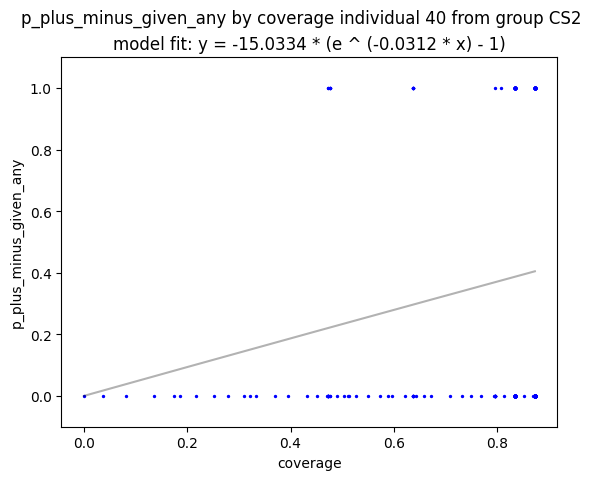 p_plus_minus_given_any by coverage individual 40 from group CS2
model fit: y = -15.0334 * (e ^ (-0.0312 * x) - 1)
1.0
0.8
0.6
0.4
0.2
0.0
p_plus_minus_given_any
0.0 0.2 0.4 0.6 0.8
coverage